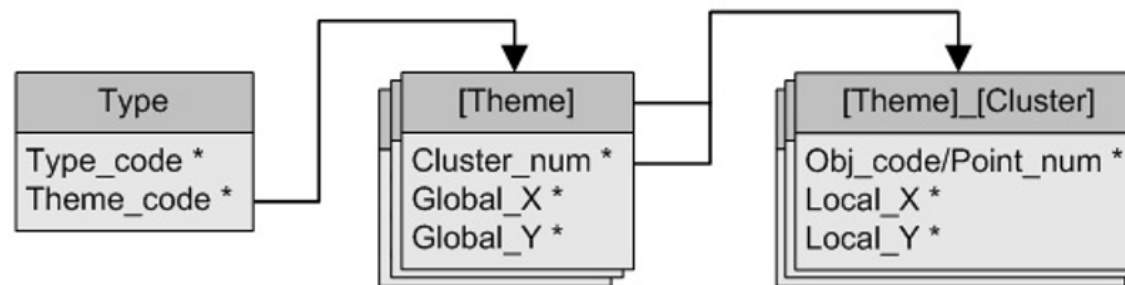 Type
Type_code *
Theme_code *
[Theme]
Cluster_num *
Global_X *
Global_Y *
[Theme]_[Cluster]
Obj_code/Point_num *
Local_X *
Local_Y *